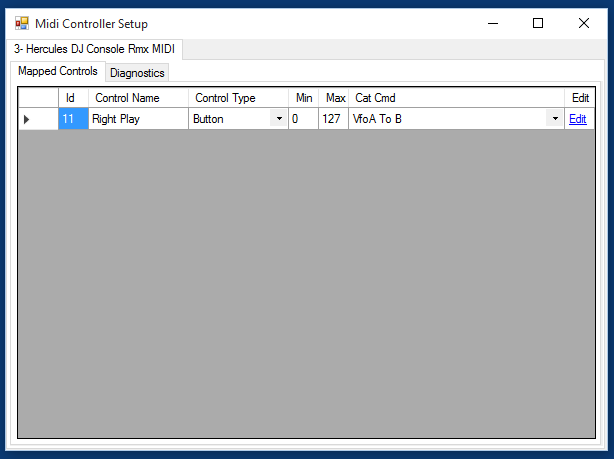 Midi Controller Setup
3- Hercules DJ Console Rmx MIDI
Mapped Controls Diagnostics
Id Control Name Control Type Min Max Cat Cmd Edit
11 Right Play Button 0 127 VfoA To B Edit